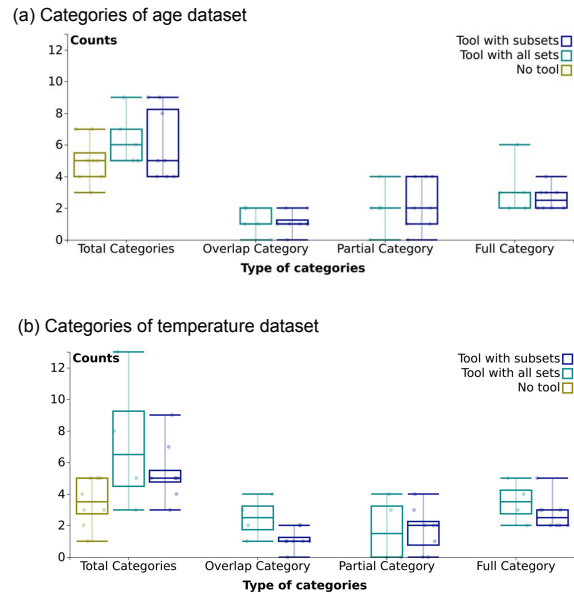 (a) Categories of age dataset
Counts
Tool with subsets
Tool with all sets
No tool
12
10
8
6
4
2
0
Total Categories Overlap Category Partial Category Full Category
Type of categories
(b) Categories of temperature dataset
Counts
Tool with subsets
Tool with all sets
No tool
12
10
8
6
4
2
0
Total Categories Overlap Category Partial Category Full Category
Type of categories